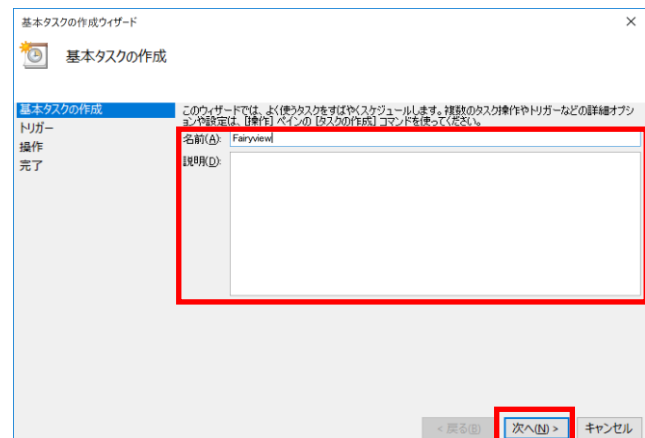 基本タスクの作成ウィザード
基本タスクの作成
基本タスクの作成
このウィザードでは、よく使うタスクをすばやくスケジュールします。複数のタスク操作やトリガーなどの詳細オプシ
ョンや設定は、[操作] ペインの [タスクの作成] コマンドを使ってください。
トリガー
名前(A): Fairyview
操作
説明(D):
完了
< 戻る(B) 次へ(N) > キャンセル